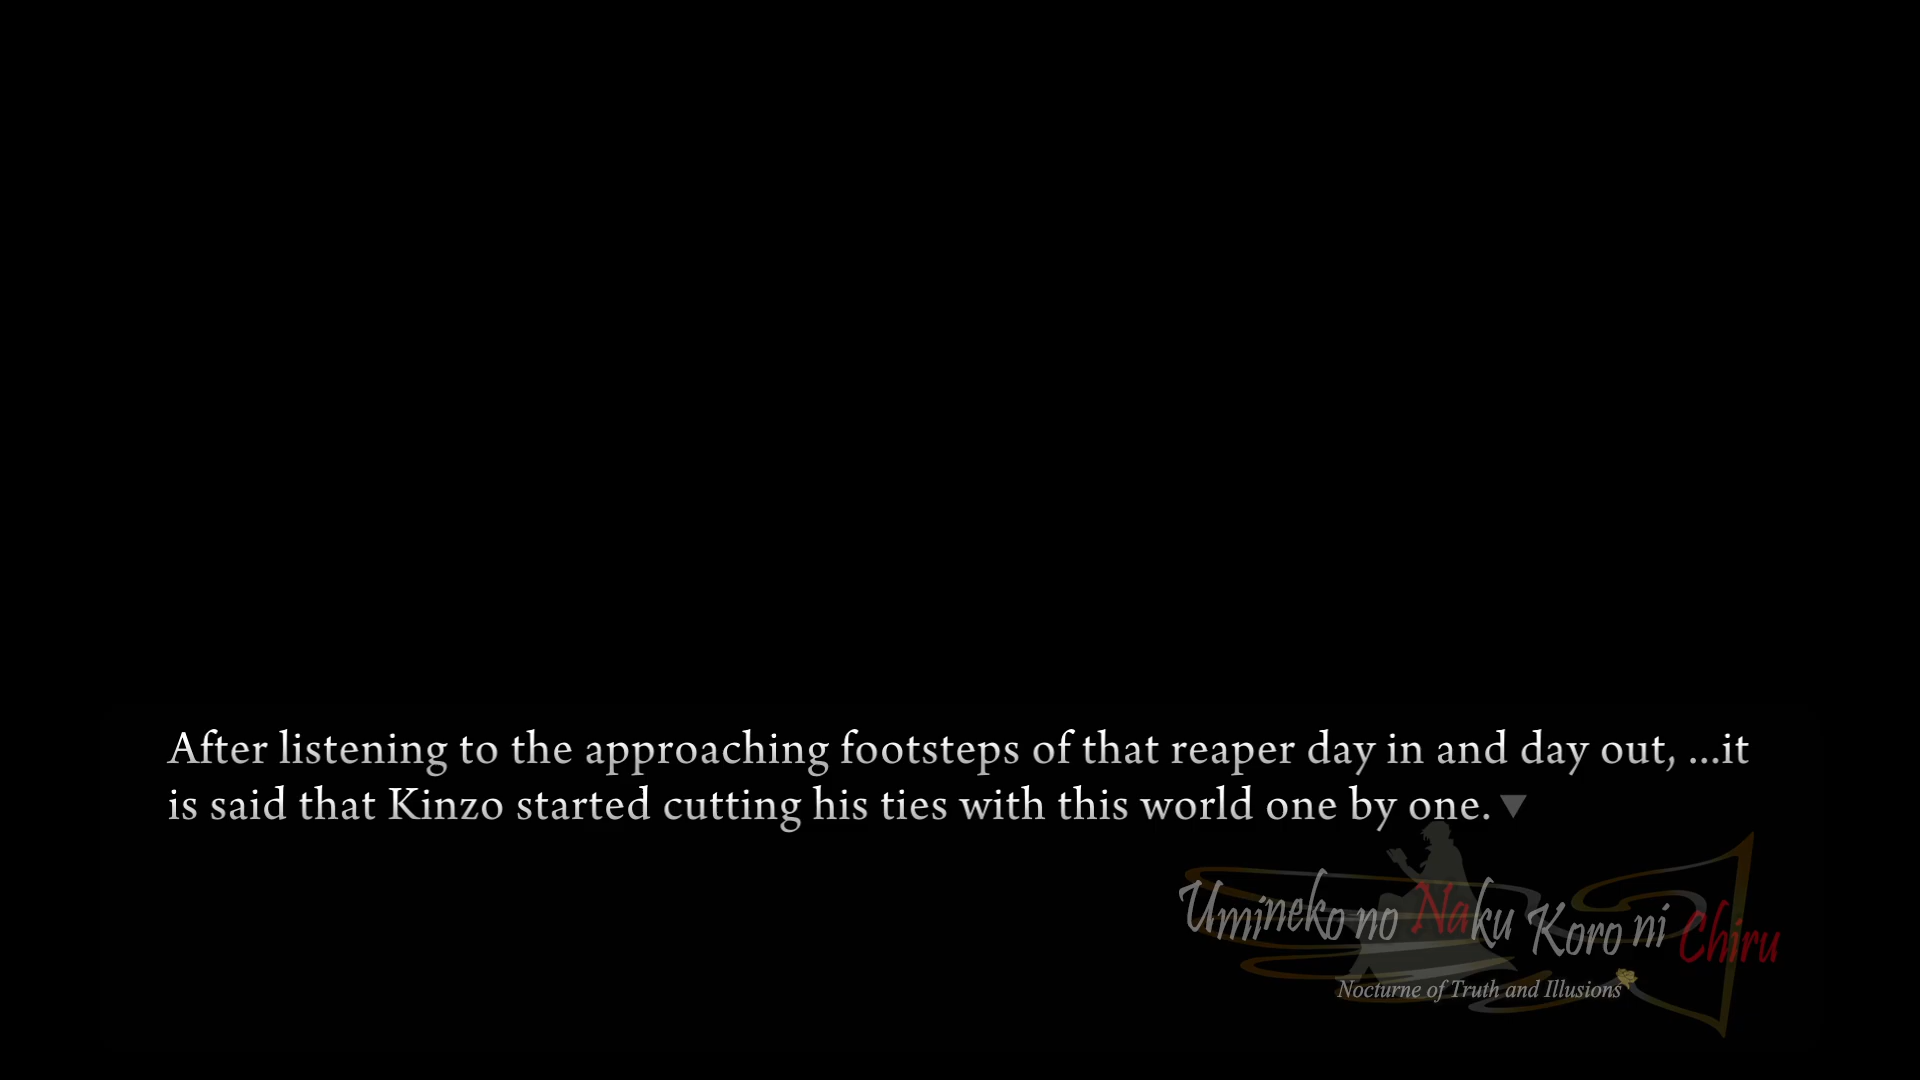 After listening to the approaching footsteps of that reaper day in and day out, ...it
is said that Kinzo started cutting his ties with this world one by one.
Umineko no Naku Koro ni Chiru
Nocturne of Truth and Illusions